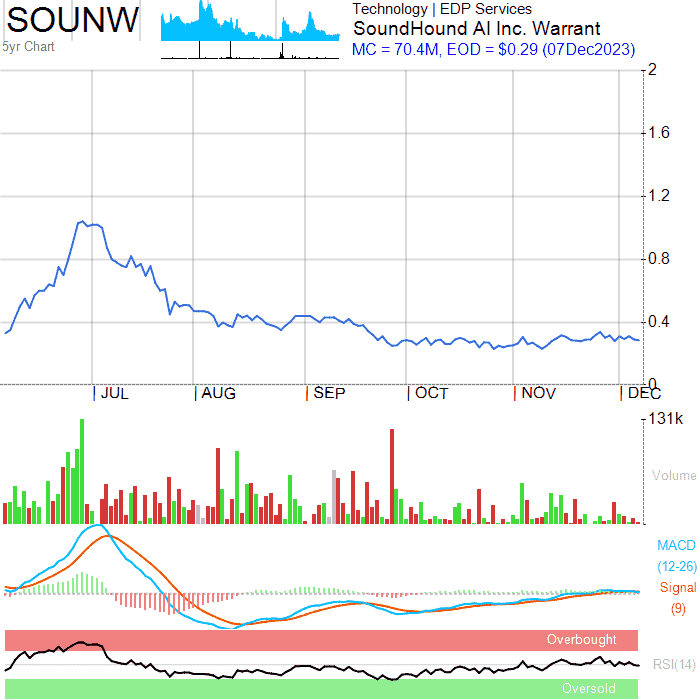 SOUNW
5yr Chart
Technology | EDP Services
SoundHound AI Inc. Warrant
MC = 70.4M, EOD = $0.29 (07Dec2023)
2
1.6
1.2
0.8
0.4
0
JUL
AUG
SEP
OCT
NOV
DEC
131k
Volume
MACD
(12-26)
Signal
(9)
Overbought
RSI(14)
Oversold